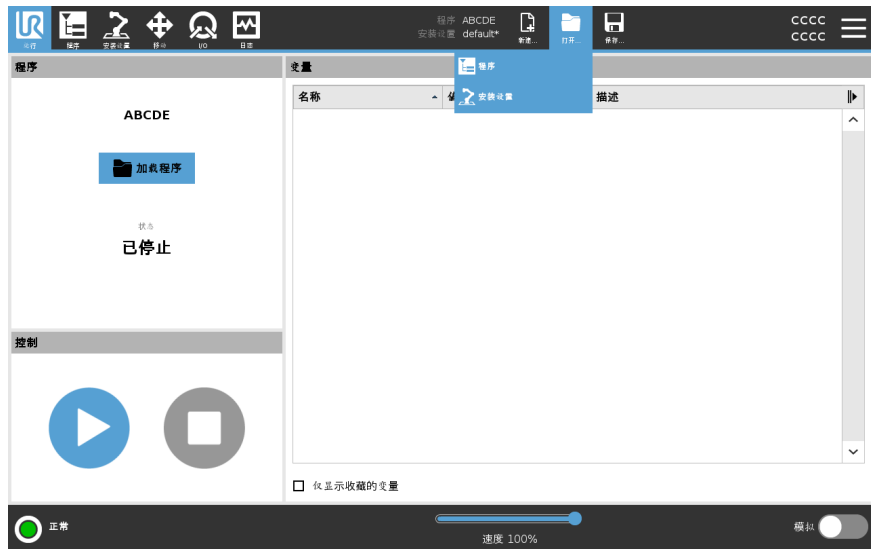 程序 ABCDE
安装设置 default*
运行 程序 安装设置 移动 I/O 日志
新建... 打开... 保存...
cccc
cccc
程序
安装设置
程序
ABCDE
加载程序
状态
已停止
控制
变量
名称
描述
仅显示收藏的变量
正常
速度 100%
模拟